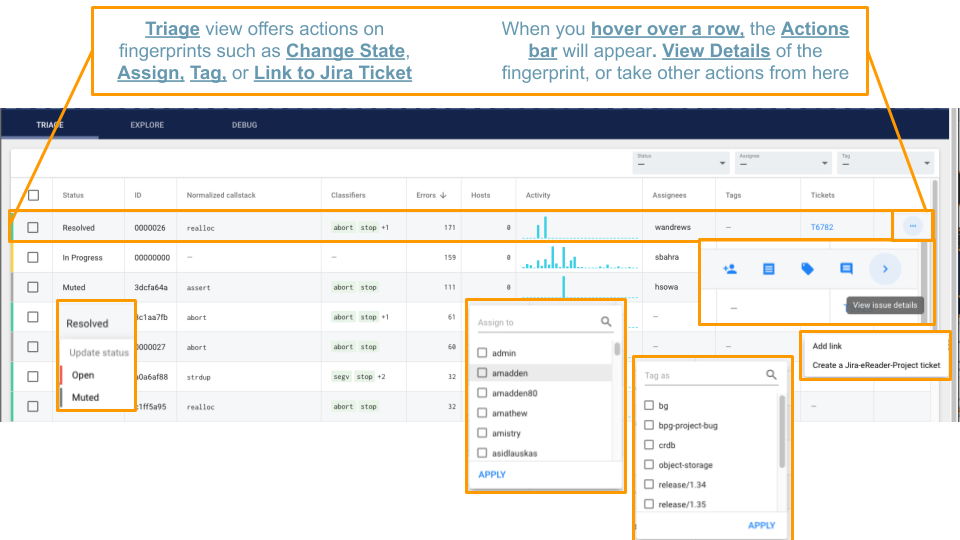 Triage view offers actions on
fingerprints such as Change State,
Assign, Tag, or Link to Jira Ticket
When you hover over a row, the Actions
bar will appear. View Details of the
fingerprint, or take other actions from here
TRIAGE EXPLORE DEBUG
Status Assignee Tag
— — —
Status ID Normalized callstack Classifiers Errors ↓ Hosts Activity Assignees Tags Tickets
Resolved 0000026 realloc abort stop +1 171 0 wandrews — T6782 ...
In Progress 00000000 — — 159 0 sbahra
Muted 3dcfa64a assert abort stop 111 0 hsowa
3c1aa7fb abort abort stop +1 61 —
0000027 abort abort stop 60 — —
a0a6af88 strdup segv stop +2 32
c1ff5a95 realloc abort stop 32 —
Resolved
Update status
Open
Muted
Assign to
admin
amadden
amadden80
amathew
amistry
asidlauskas
APPLY
Tag as
bg
bpg-project-bug
crdb
object-storage
release/1.34
release/1.35
APPLY
—
View issue details
Add link
Create a Jira-eReader-Project ticket